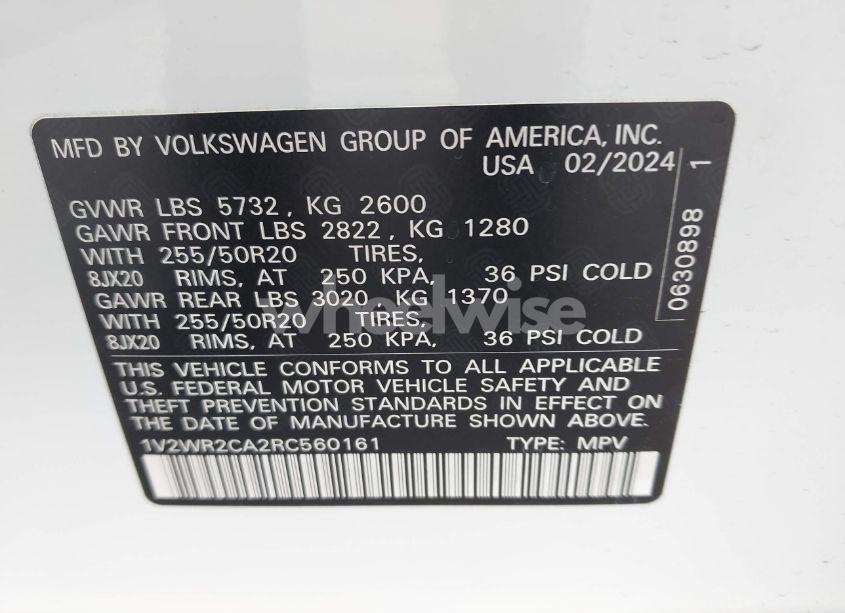 MFD BY VOLKSWAGEN GROUP OF AMERICA, INC.
USA 02/2024
GVWR LBS 5732, KG 2600
GAWR FRONT LBS 2822, KG 1280
WITH 255/50R20 TIRES,
8JX20 RIMS, AT 250 KPA, 36 PSI COLD
GAWR REAR LBS 3020, KG 1370
WITH 255/50R20 TIRES,
8JX20 RIMS, AT 250 KPA, 36 PSI COLD
THIS VEHICLE CONFORMS TO ALL APPLICABLE
U.S. FEDERAL MOTOR VEHICLE SAFETY AND
THEFT PREVENTION STANDARDS IN EFFECT ON
THE DATE OF MANUFACTURE SHOWN ABOVE.
1V2WR2CA2RC560161 TYPE: MPV
0630898 1
wheelwise